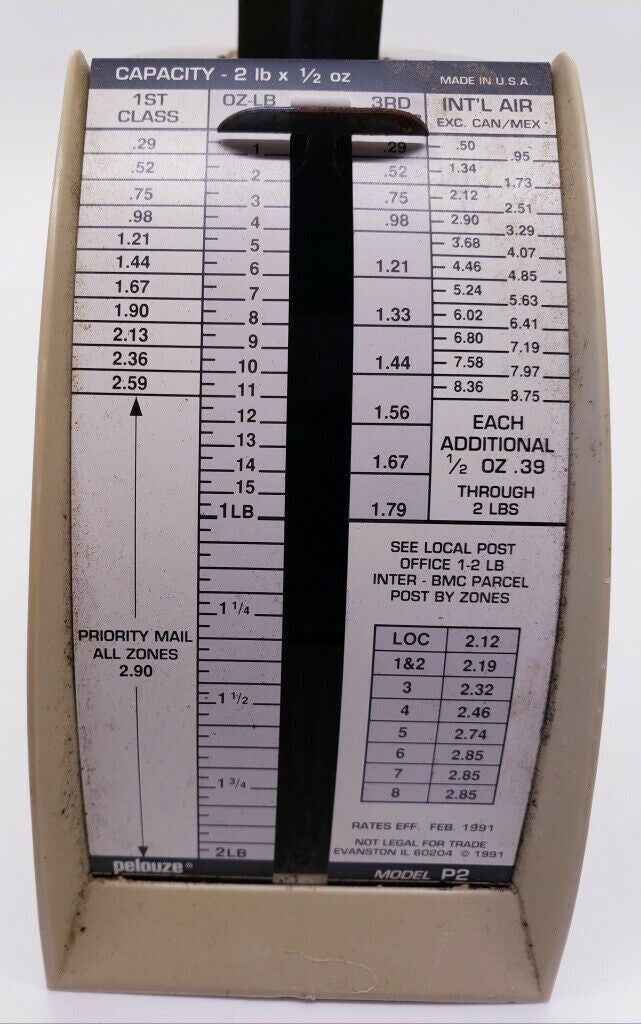 CAPACITY - 2 lb x 1/2 oz
MADE IN U.S.A.
1ST
CLASS
OZ-LB
3RD
INT'L AIR
EXC. CAN/MEX
.29
.52
.75
.98
1.21
1.44
1.67
1.90
2.13
2.36
2.59
PRIORITY MAIL
ALL ZONES
2.90
1
2
3
4
5
6
7
8
9
10
11
12
13
14
15
1LB
1 1/4
1 1/2
1 3/4
2LB
.29
.52
.75
.98
1.21
1.33
1.44
1.56
1.67
1.79
.50
.95
1.34
1.73
2.12
2.51
2.90
3.29
3.68
4.07
4.46
4.85
5.24
5.63
6.02
6.41
6.80
7.19
7.58
7.97
8.36
8.75
EACH
ADDITIONAL
1/2 OZ .39
THROUGH
2 LBS
SEE LOCAL POST
OFFICE 1-2 LB
INTER - BMC PARCEL
POST BY ZONES
LOC 2.12
1&2 2.19
3 2.32
4 2.46
5 2.74
6 2.85
7 2.85
8 2.85
RATES EFF. FEB. 1991
NOT LEGAL FOR TRADE
EVANSTON IL 60204 © 1991
pelouze®
MODEL P2